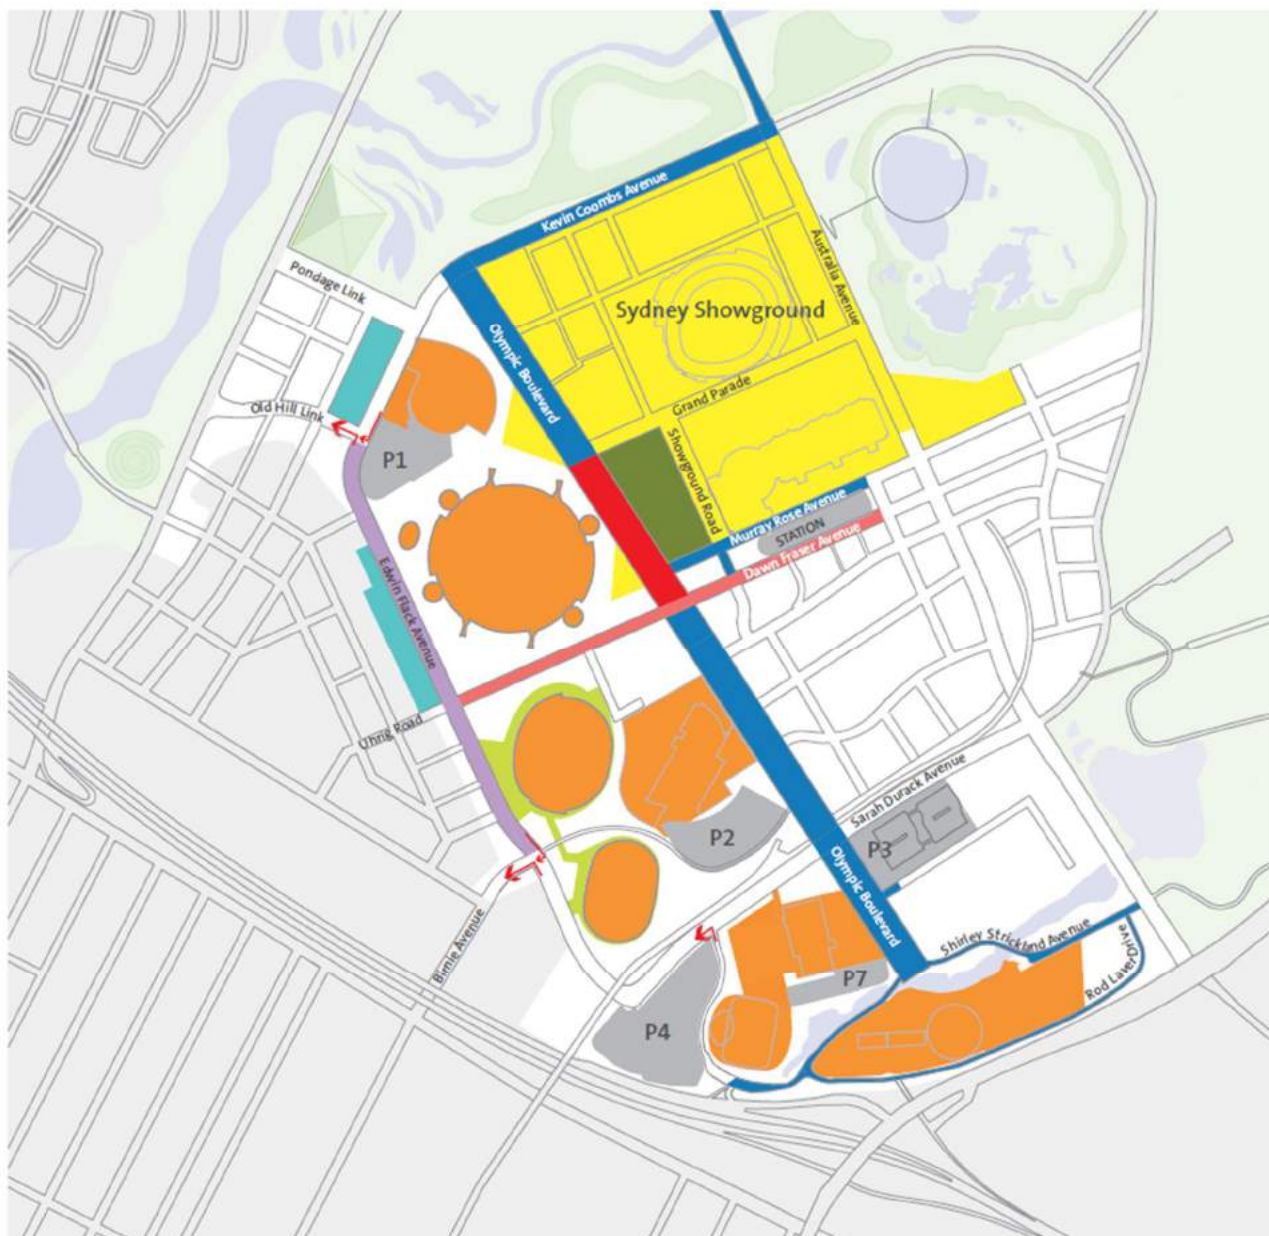 Kevin Coombs Avenue
Australia Avenue
Pondage Link
Sydney Showground
Olympic Boulevard
Grand Parade
Old Hill Link
Showground Road
P1
Murray Rose Avenue
STATION
Dawn Fraser Avenue
Edwin Flack Avenue
Uhrig Road
Sarah Durack Avenue
P2
P3
Olympic Boulevard
Birnie Avenue
Shirley Strickland Avenue
Rod Laver Drive
P7
P4